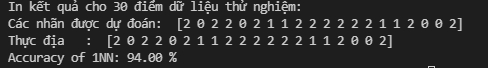 In kết quả cho 30 điểm dữ liệu thử nghiệm:
Các nhãn được dự đoán:  [2 0 2 2 0 2 1 1 2 2 2 2 2 2 1 1 2 0 0 2]
Thực địa   :  [2 0 2 2 0 2 1 1 2 2 2 2 2 2 1 1 2 0 0 2]
Accuracy of 1NN: 94.00 %